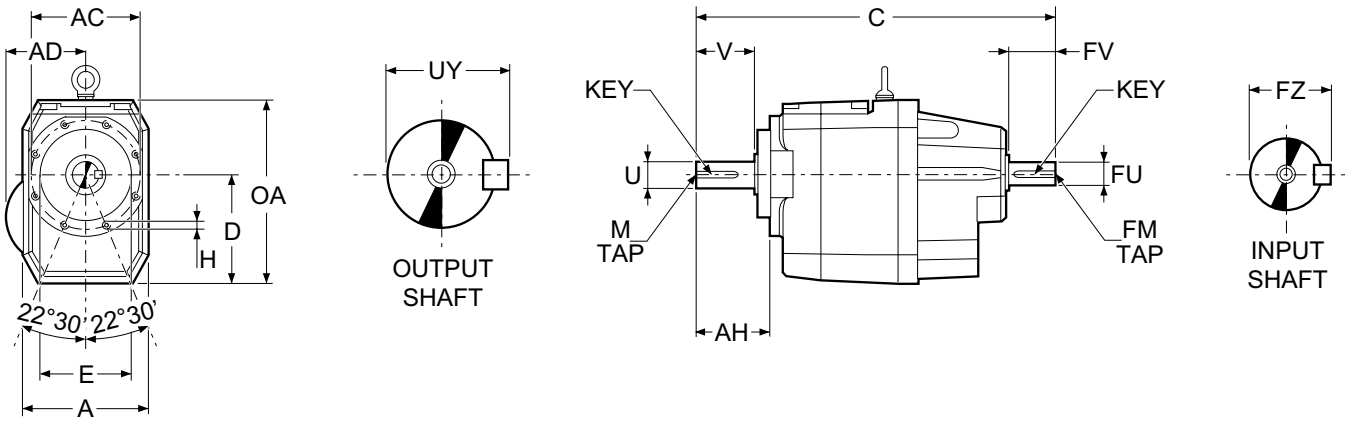 AC
AD
OA
D
H
22°30’
22°30’
E
A
UY
OUTPUT
SHAFT
C
V
FV
KEY
KEY
U
FU
M
TAP
FM
TAP
AH
FZ
INPUT
SHAFT